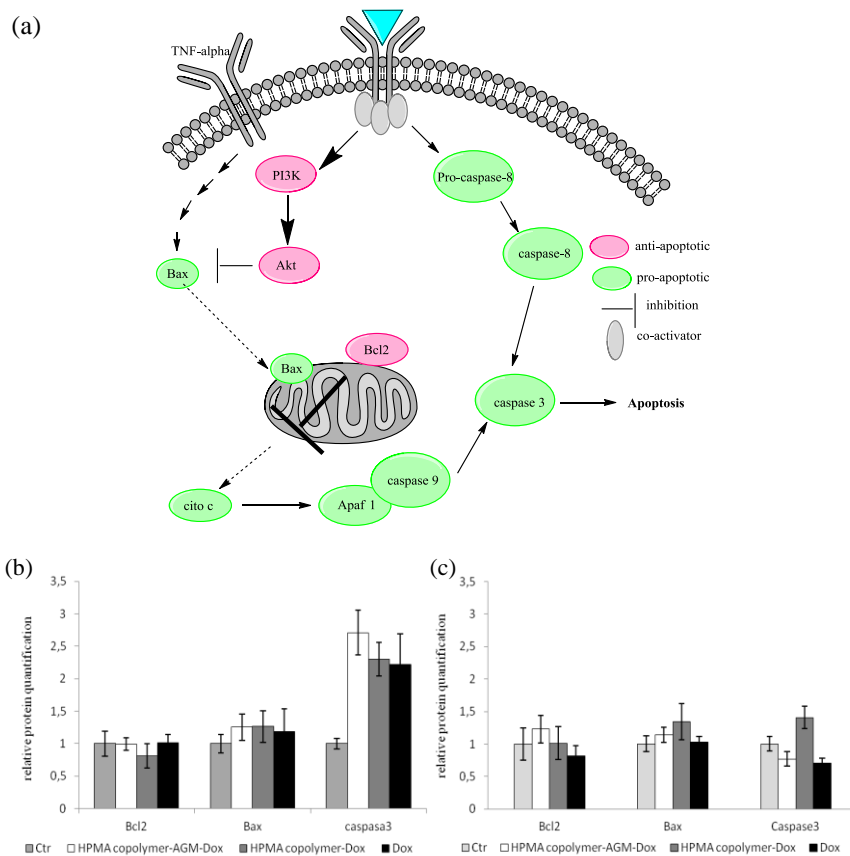 (a)
TNF-alpha
PI3K
Pro-caspase-8
caspase-8
anti-apoptotic
Bax
Akt
pro-apoptotic
inhibition
co-activator
Bcl2
Bax
caspase 3
Apoptosis
caspase 9
cito c
Apaf 1
(b)
relative protein quantification
3,5
3
2,5
2
1,5
1
0,5
0
Bcl2
Bax
caspasa3
Ctr
HPMA copolymer-AGM-Dox
HPMA copolymer-Dox
Dox
(c)
relative protein quantification
3,5
3
2,5
2
1,5
1
0,5
0
Bcl2
Bax
Caspase3
Ctr
HPMA copolymer-AGM-Dox
HPMA copolymer-Dox
Dox